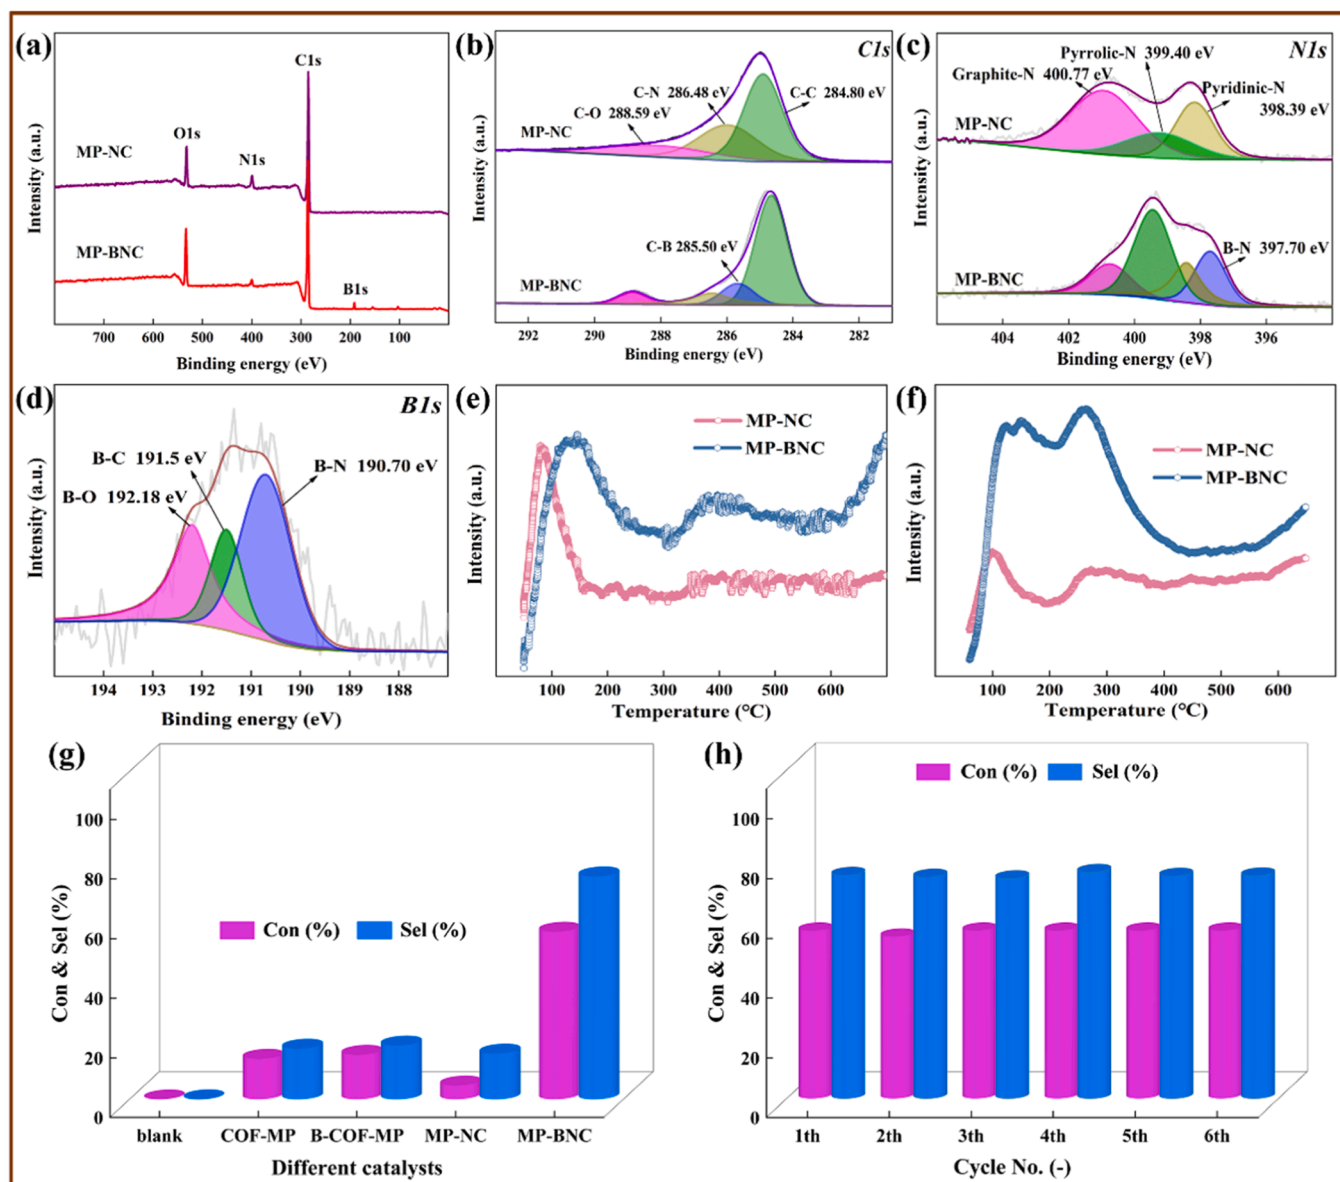 (a)
C1s
O1s
N1s
MP-NC
MP-BNC
B1s
Intensity (a.u.)
700 600 500 400 300 200 100
Binding energy (eV)
(b)
C1s
C-N 286.48 eV
C-C 284.80 eV
C-O 288.59 eV
MP-NC
C-B 285.50 eV
MP-BNC
Intensity (a.u.)
292 290 288 286 284 282
Binding energy (eV)
(c)
N1s
Pyrrolic-N 399.40 eV
Graphite-N 400.77 eV
Pyridinic-N
398.39 eV
MP-NC
B-N 397.70 eV
MP-BNC
Intensity (a.u.)
404 402 400 398 396
Binding energy (eV)
(d)
B1s
B-C 191.5 eV
B-N 190.70 eV
B-O 192.18 eV
Intensity (a.u.)
194 193 192 191 190 189 188
Binding energy (eV)
(e)
MP-NC
MP-BNC
Intensity (a.u.)
100 200 300 400 500 600
Temperature (°C)
(f)
MP-NC
MP-BNC
Intensity (a.u.)
100 200 300 400 500 600
Temperature (°C)
(g)
Con & Sel (%)
100
80
60
40
20
0
Con (%) Sel (%)
blank COF-MP B-COF-MP MP-NC MP-BNC
Different catalysts
(h)
Con (%) Sel (%)
Con & Sel (%)
100
80
60
40
20
0
1th 2th 3th 4th 5th 6th
Cycle No. (-)